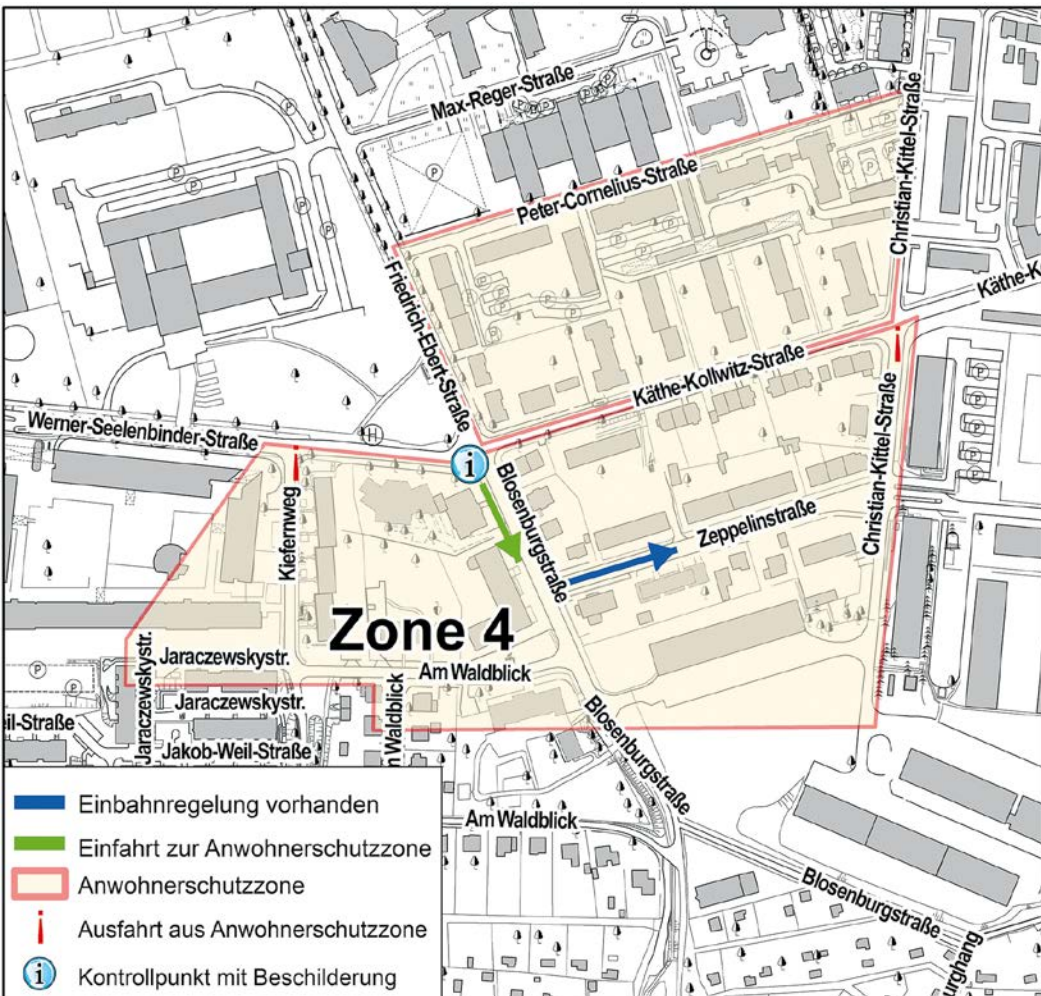 Max-Reger-Straße
Christian-Kittel-Straße
P
Peter-Cornelius-Straße
Friedrich-Ebert-Straße
Käthe-K
Käthe-Kollwitz-Straße
Werner-Seelenbinder-Straße
H
i
Kiefernweg
Blosenburgstraße
Zeppelinstraße
Christian-Kittel-Straße
Zone 4
Jaraczewskystr.
Am Waldblick
Jaraczewskystr.
Jaraczewskystr.
m Waldblick
Blosenburgstraße
eil-Straße
Jakob-Weil-Straße
Am Waldblick
Blosenburgstraße
burghang
Einbahnregelung vorhanden
Einfahrt zur Anwohnerschutzzone
Anwohnerschutzzone
Ausfahrt aus Anwohnerschutzzone
i Kontrollpunkt mit Beschilderung